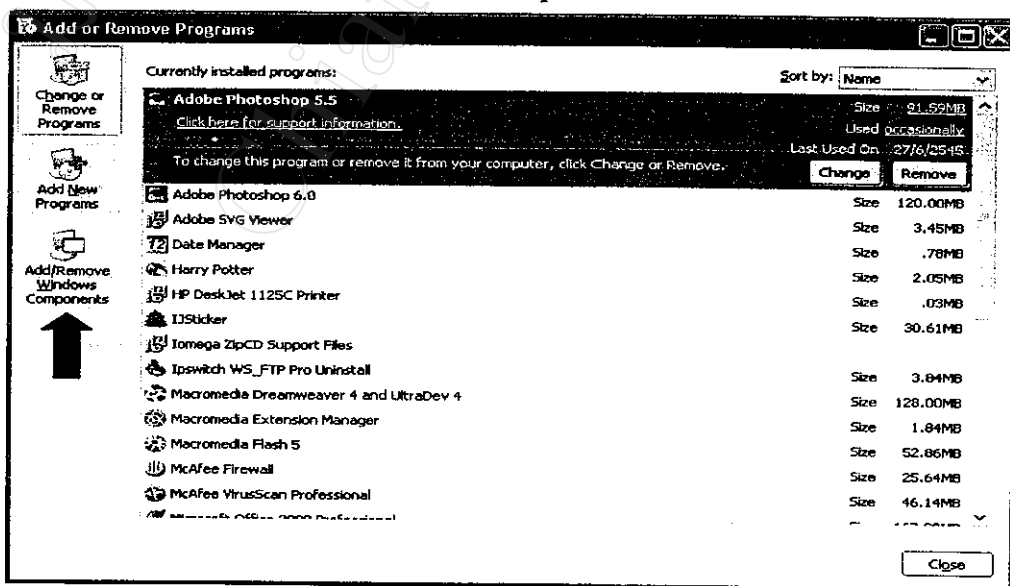 Add or Remove Programs
Change or Remove Programs
Add New Programs
Add/Remove Windows Components
Currently installed programs:
Sort by: Name
Adobe Photoshop 5.5 Size 91.59MB
Click here for support information. Used occasionally
Last Used On 27/6/2545
To change this program or remove it from your computer, click Change or Remove. Change Remove
Adobe Photoshop 6.0 Size 120.00MB
Adobe SVG Viewer Size 3.45MB
Date Manager Size .78MB
Harry Potter Size 2.05MB
HP DeskJet 1125C Printer Size .03MB
IJSticker Size 30.61MB
Iomega ZipCD Support Files
Ipswitch WS_FTP Pro Uninstall Size 3.84MB
Macromedia Dreamweaver 4 and UltraDev 4 Size 128.00MB
Macromedia Extension Manager Size 1.84MB
Macromedia Flash 5 Size 52.86MB
McAfee Firewall Size 25.64MB
McAfee VirusScan Professional Size 46.14MB
Microsoft Office 2000 Professional
Close